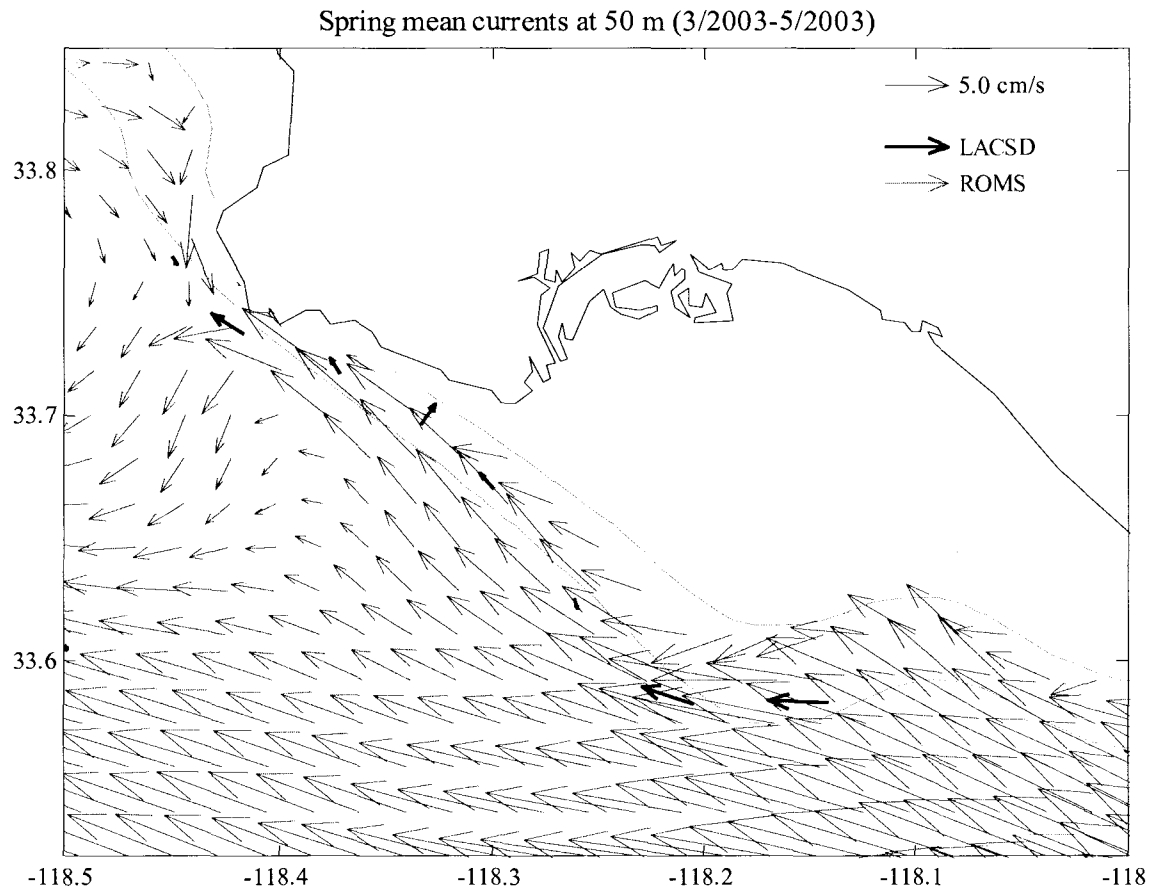 Spring mean currents at 50 m (3/2003-5/2003)
5.0 cm/s
LACSD
ROMS
33.8
33.7
33.6
-118.5
-118.4
-118.3
-118.2
-118.1
-118